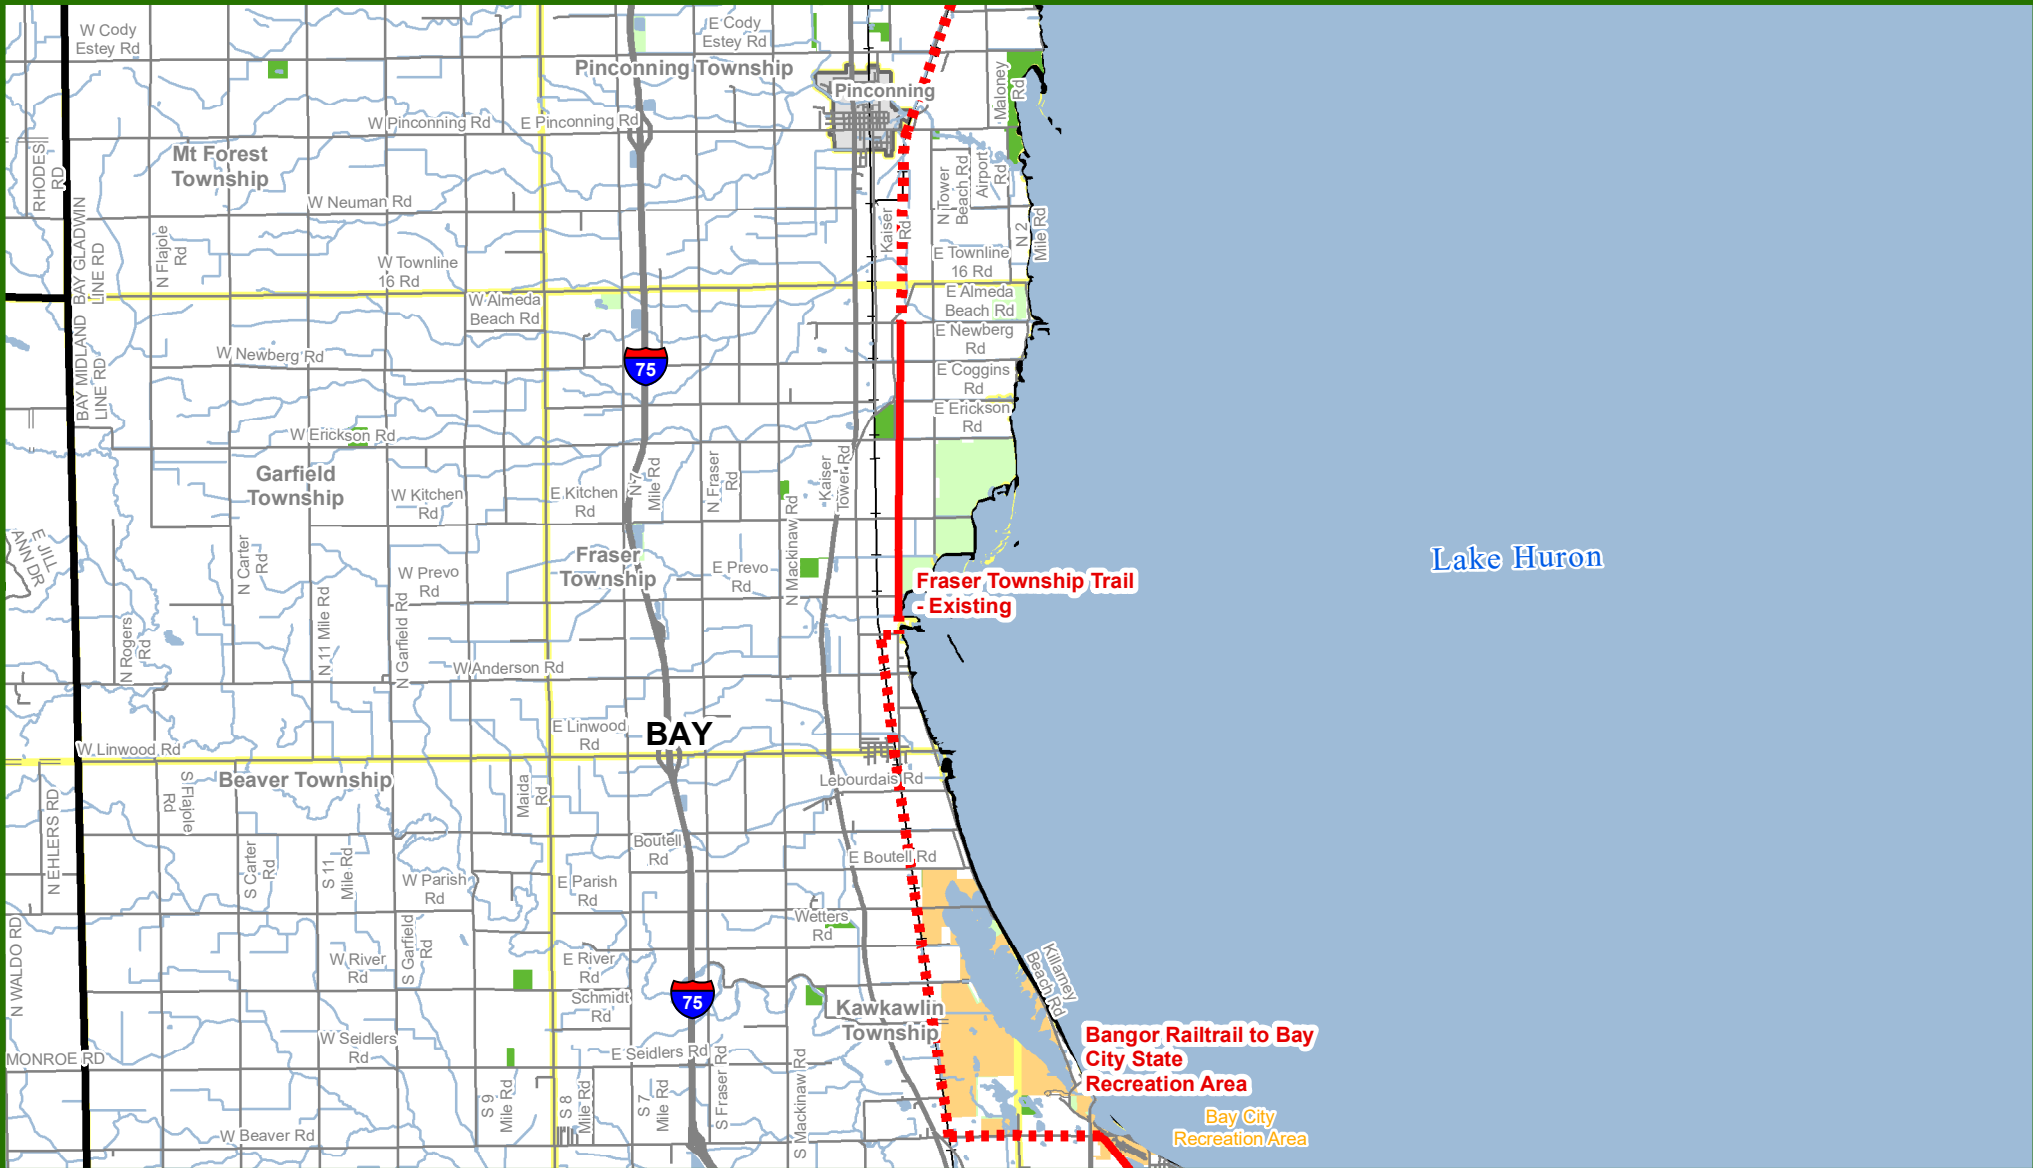 W Cody
Estey Rd
E Cody
Estey Rd
Pinconning Township
Pinconning
Maloney
Rd
W Pinconning Rd
E Pinconning Rd
Mt Forest
Township
RHODES
RD
W Neuman Rd
N Tower
Beach Rd
Airport
Rd
Kaiser
Rd
N 2
Mile Rd
BAY GLADWIN
LINE RD
N Flajole
Rd
W Townline
16 Rd
E Townline
16 Rd
W Almeda
Beach Rd
E Almeda
Beach Rd
BAY MIDLAND
LINE RD
W Newberg Rd
E Newberg
Rd
75
E Coggins
Rd
E Erickson
Rd
W Erickson Rd
Garfield
Township
W Kitchen
Rd
E Kitchen
Rd
N 7
Mile Rd
N Fraser
Rd
Kaiser
Tower Rd
N Mackinaw Rd
E JILL
ANN DR
N Carter
Rd
Fraser
Township
W Prevo
Rd
E Prevo
Rd
Lake Huron
Fraser Township Trail
- Existing
N Rogers
Rd
N 11 Mile Rd
N Garfield Rd
W Anderson Rd
E Linwood
Rd
BAY
W Linwood Rd
Beaver Township
S Flajole
Rd
Maida
Rd
Lebourdais Rd
N EHLERS RD
S Carter
Rd
S 11
Mile Rd
Boutell
Rd
E Boutell Rd
W Parish
Rd
E Parish
Rd
Wetters
Rd
N WALDO RD
W River
Rd
S Garfield
Rd
E River
Rd
Schmidt
Rd
75
Killarney
Beach Rd
Kawkawlin
Township
W Seidlers
Rd
E Seidlers Rd
MONROE RD
Bangor Railtrail to Bay
City State
Recreation Area
S 9
Mile Rd
S 8
Mile Rd
S 7
Mile Rd
S Fraser Rd
S Mackinaw Rd
W Beaver Rd
Bay City
Recreation Area